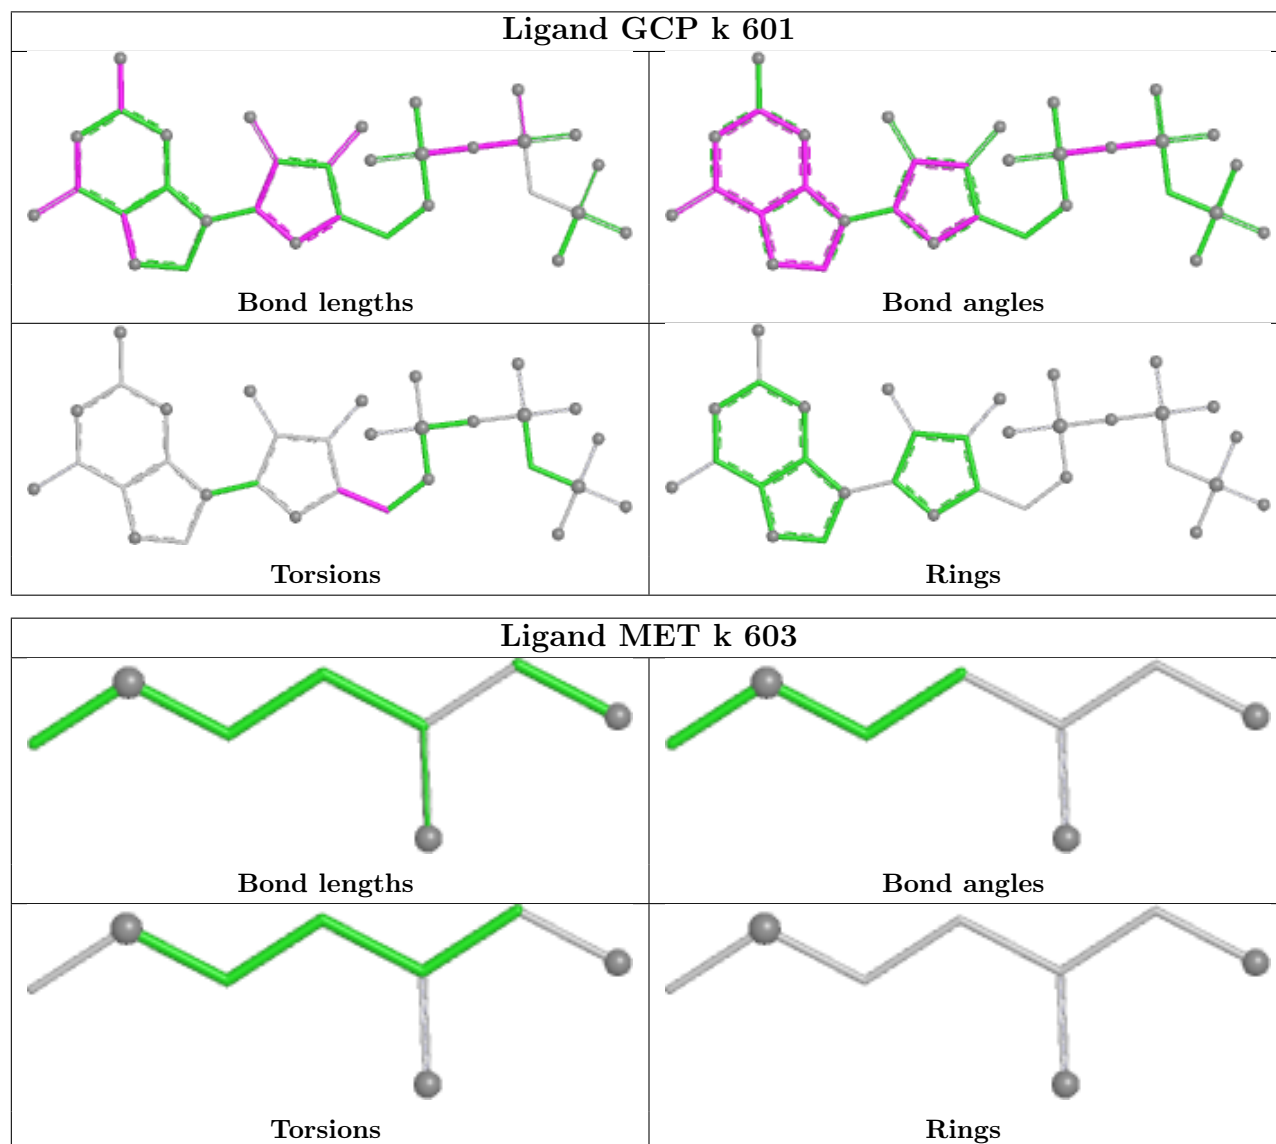 Ligand GCP k 601
Bond lengths
Bond angles
Torsions
Rings
Ligand MET k 603
Bond lengths
Bond angles
Torsions
Rings